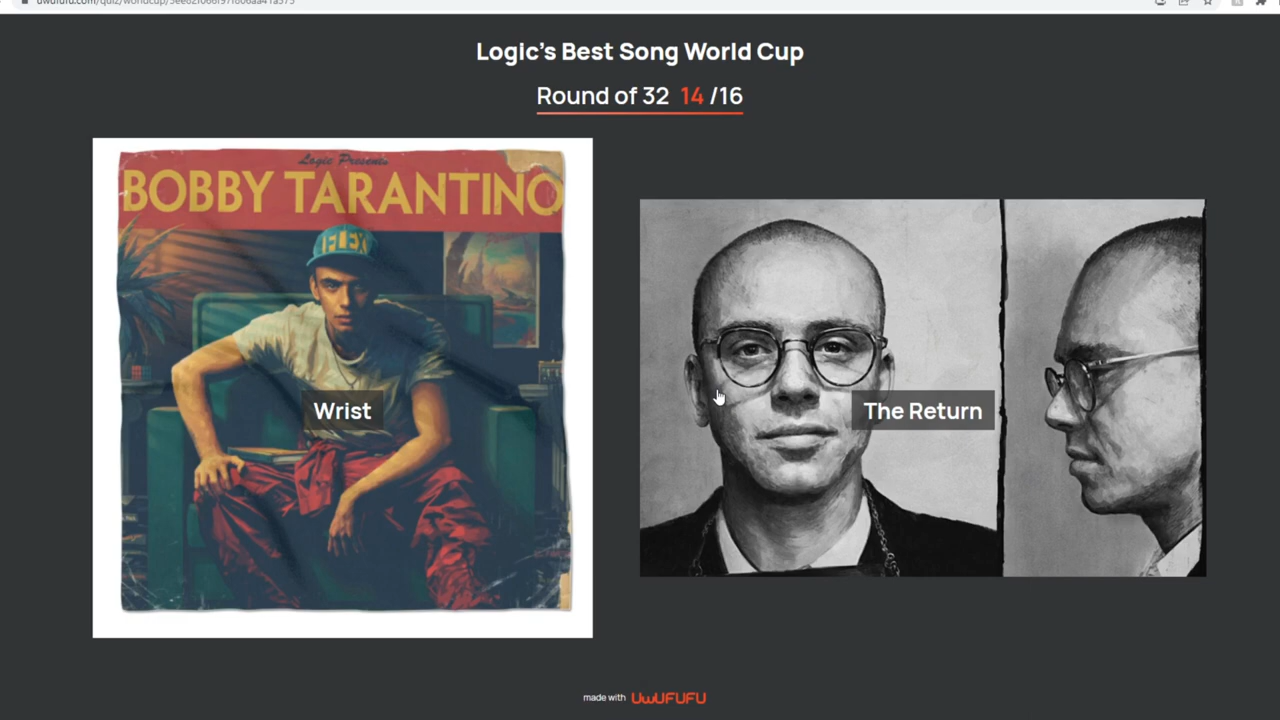 Logic's Best Song World Cup
Round of 32 14 /16
Logic Presents
BOBBY TARANTINO
FLEX
Wrist
The Return
made with UwUFUFU